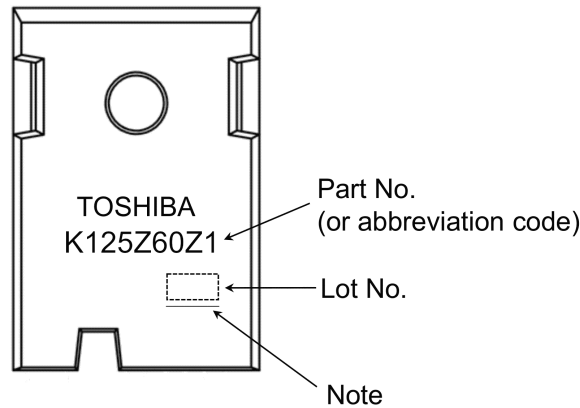 TOSHIBA
K125Z60Z1
Part No.
(or abbreviation code)
Lot No.
Note